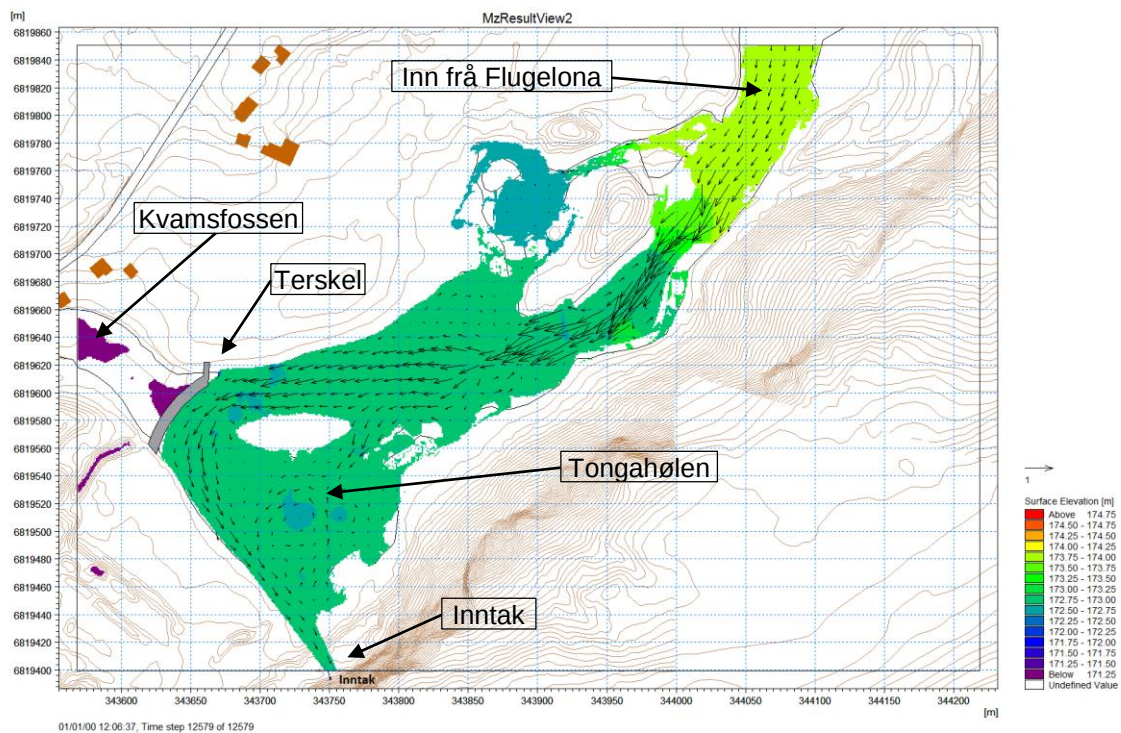 MzResultView2
[m]
6819860
6819840
6819820
6819800
6819780
6819760
6819740
6819720
6819700
6819680
6819660
6819640
6819620
6819600
6819580
6819560
6819540
6819520
6819500
6819480
6819460
6819440
6819420
6819400
Inn frå Flugelona
Kvamsfossen
Terskel
Tongahølen
Inntak
Inntak
343600
343650
343700
343750
343800
343850
343900
343950
344000
344050
344100
344150
344200
[m]
01/01/00 12:06:37, Time step 12579 of 12579
1
Surface Elevation [m]
Above 174.75
174.50 - 174.75
174.25 - 174.50
174.00 - 174.25
173.75 - 174.00
173.50 - 173.75
173.25 - 173.50
173.00 - 173.25
172.75 - 173.00
172.50 - 172.75
172.25 - 172.50
172.00 - 172.25
171.75 - 172.00
171.50 - 171.75
171.25 - 171.50
Below 171.25
Undefined Value